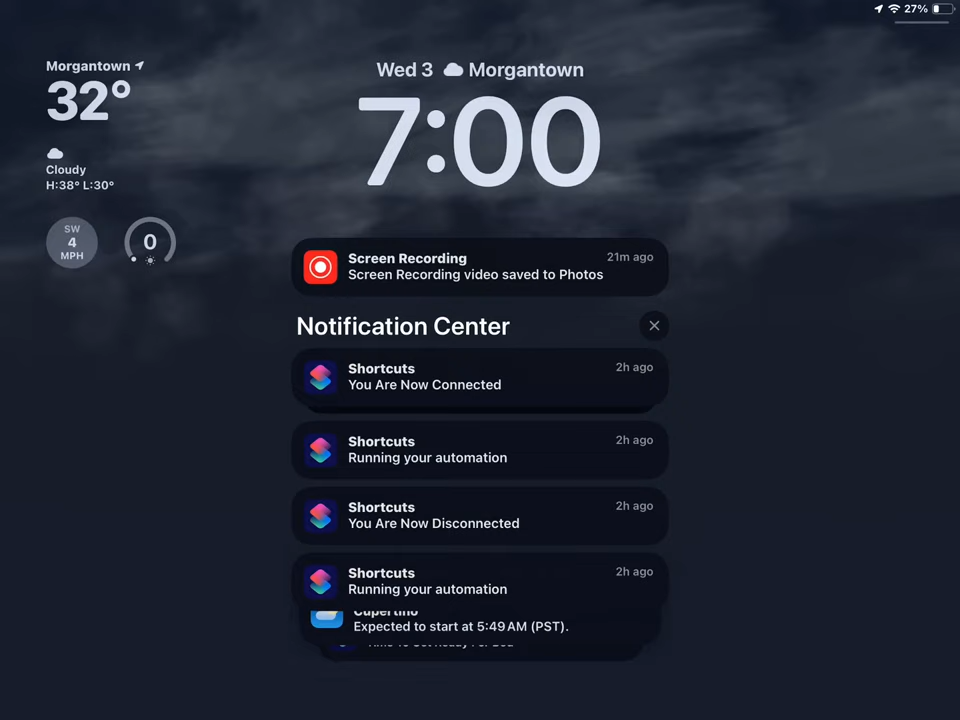 27%
Wed 3 Morgantown
7:00
Morgantown
32°
Cloudy
H:38° L:30°
SW
4
MPH
0
Screen Recording
21m ago
Screen Recording video saved to Photos
Notification Center
Shortcuts
2h ago
You Are Now Connected
Shortcuts
2h ago
Running your automation
Shortcuts
2h ago
You Are Now Disconnected
Shortcuts
2h ago
Running your automation
Cupertino
Expected to start at 5:49 AM (PST).